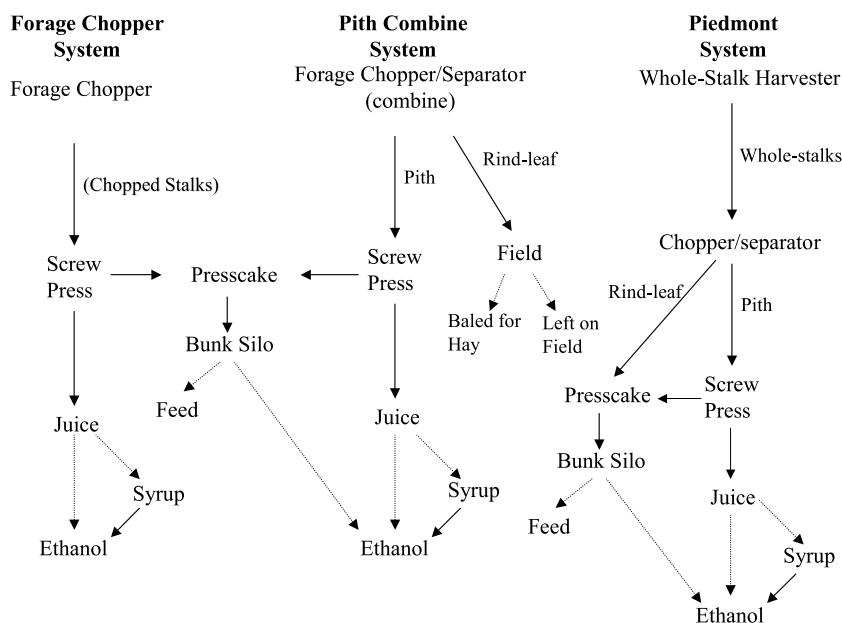 Forage Chopper
System
Forage Chopper
(Chopped Stalks)
Screw
Press
Juice
Syrup
Ethanol
Presscake
Bunk Silo
Feed
Pith Combine
System
Forage Chopper/Separator
(combine)
Pith
Rind-leaf
Screw
Press
Field
Baled for
Hay
Left on
Field
Juice
Syrup
Ethanol
Piedmont
System
Whole-Stalk Harvester
Whole-stalks
Chopper/separator
Rind-leaf
Pith
Presscake
Screw
Press
Bunk Silo
Feed
Juice
Syrup
Ethanol